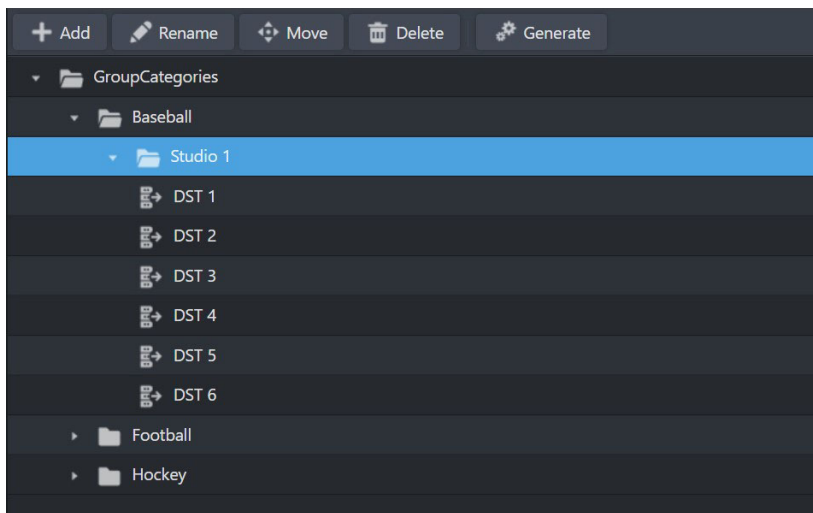 Add Rename Move Delete Generate
GroupCategories
Baseball
Studio 1
DST 1
DST 2
DST 3
DST 4
DST 5
DST 6
Football
Hockey